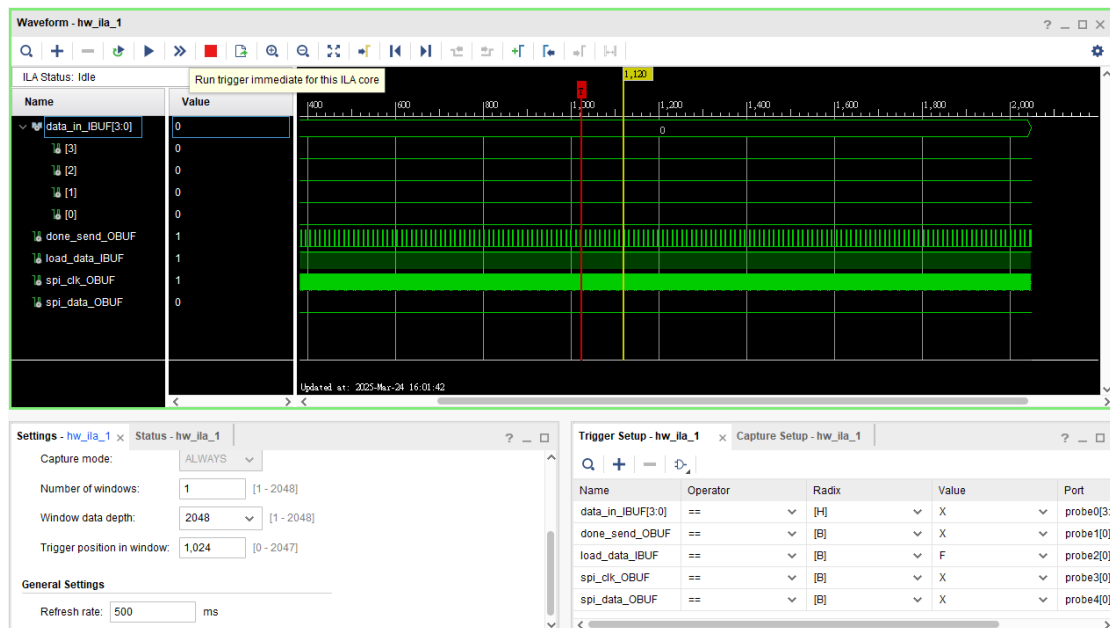 Waveform - hw_ila_1
ILA Status: Idle
Run trigger immediate for this ILA core
1,120
Name Value
T
400 600 800 1,000 1,200 1,400 1,600 1,800 2,000
data_in_IBUF[3:0] 0 0
[3] 0
[2] 0
[1] 0
[0] 0
done_send_OBUF 1
load_data_IBUF 1
spi_clk_OBUF 1
spi_data_OBUF 0
Updated at: 2025-Mar-24 16:01:42
Settings - hw_ila_1 Status - hw_ila_1
Capture mode: ALWAYS
Number of windows: 1 [1 - 2048]
Window data depth: 2048 [1 - 2048]
Trigger position in window: 1,024 [0 - 2047]
General Settings
Refresh rate: 500 ms
Trigger Setup - hw_ila_1 Capture Setup - hw_ila_1
Name Operator Radix Value Port
data_in_IBUF[3:0] == [H] X probe0[3:
done_send_OBUF == [B] X probe1[0]
load_data_IBUF == [B] F probe2[0]
spi_clk_OBUF == [B] X probe3[0]
spi_data_OBUF == [B] X probe4[0]